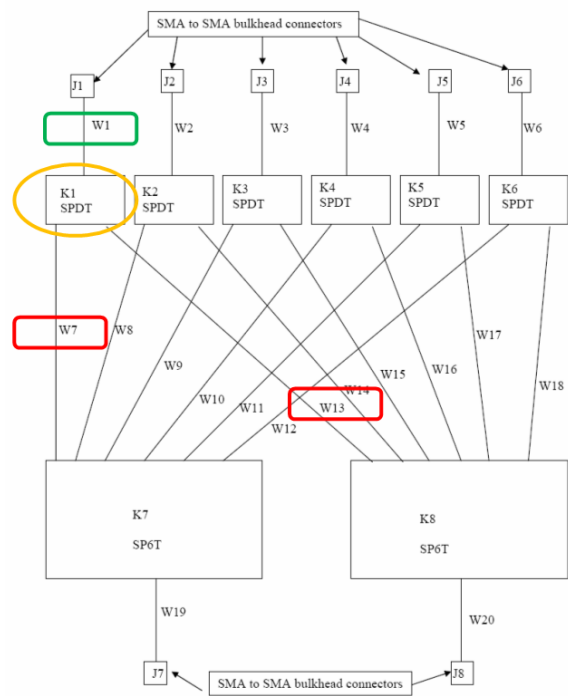 SMA to SMA bulkhead connectors
J1 J2 J3 J4 J5 J6
W1 W2 W3 W4 W5 W6
K1 K2 K3 K4 K5 K6
SPDT SPDT SPDT SPDT SPDT SPDT
W7 W8 W9 W10 W11 W12 W13 W14 W15 W16 W17 W18
K7 K8
SP6T SP6T
W19 W20
J7 J8
SMA to SMA bulkhead connectors